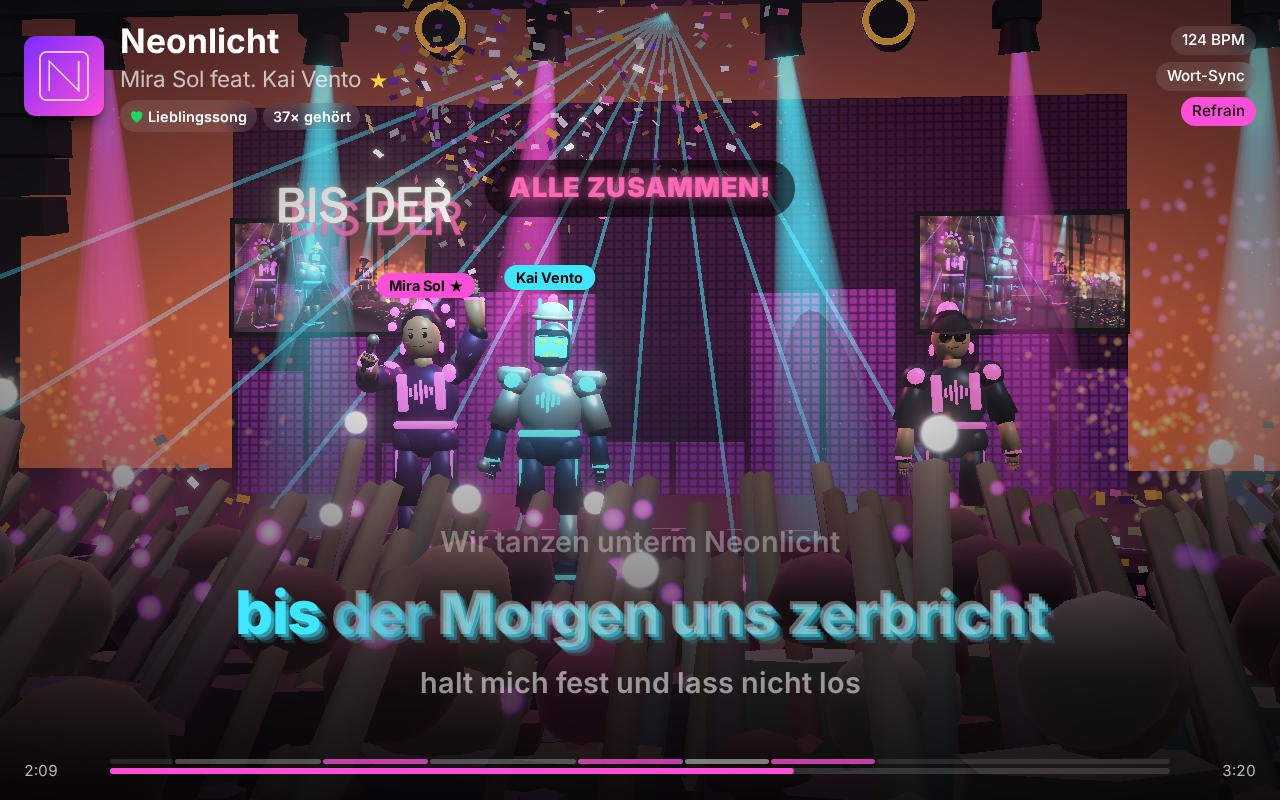 Neonlicht
Mira Sol feat. Kai Vento ★
Lieblingssong
37× gehört
124 BPM
Wort-Sync
Refrain
ALLE ZUSAMMEN!
BIS DER
BIS DER
Mira Sol ★
Kai Vento
Wir tanzen unterm Neonlicht
bis der Morgen uns zerbricht
halt mich fest und lass nicht los
2:09
3:20